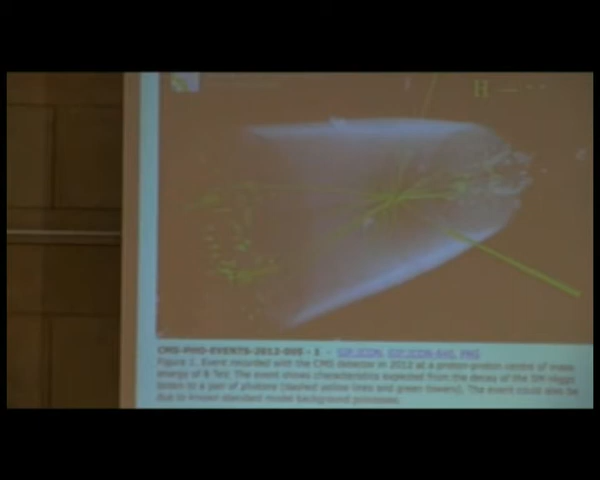 H
CMS-PHO-EVENTS-2012-005 - 1 -
Figure 1. Event recorded with the CMS detector in 2012 at a proton-proton centre of mass
energy of 8 TeV. The event shows characteristics expected from the decay of the SM Higgs
boson to a pair of photons (dashed yellow lines and green towers). The event could also be
due to known standard model background processes.